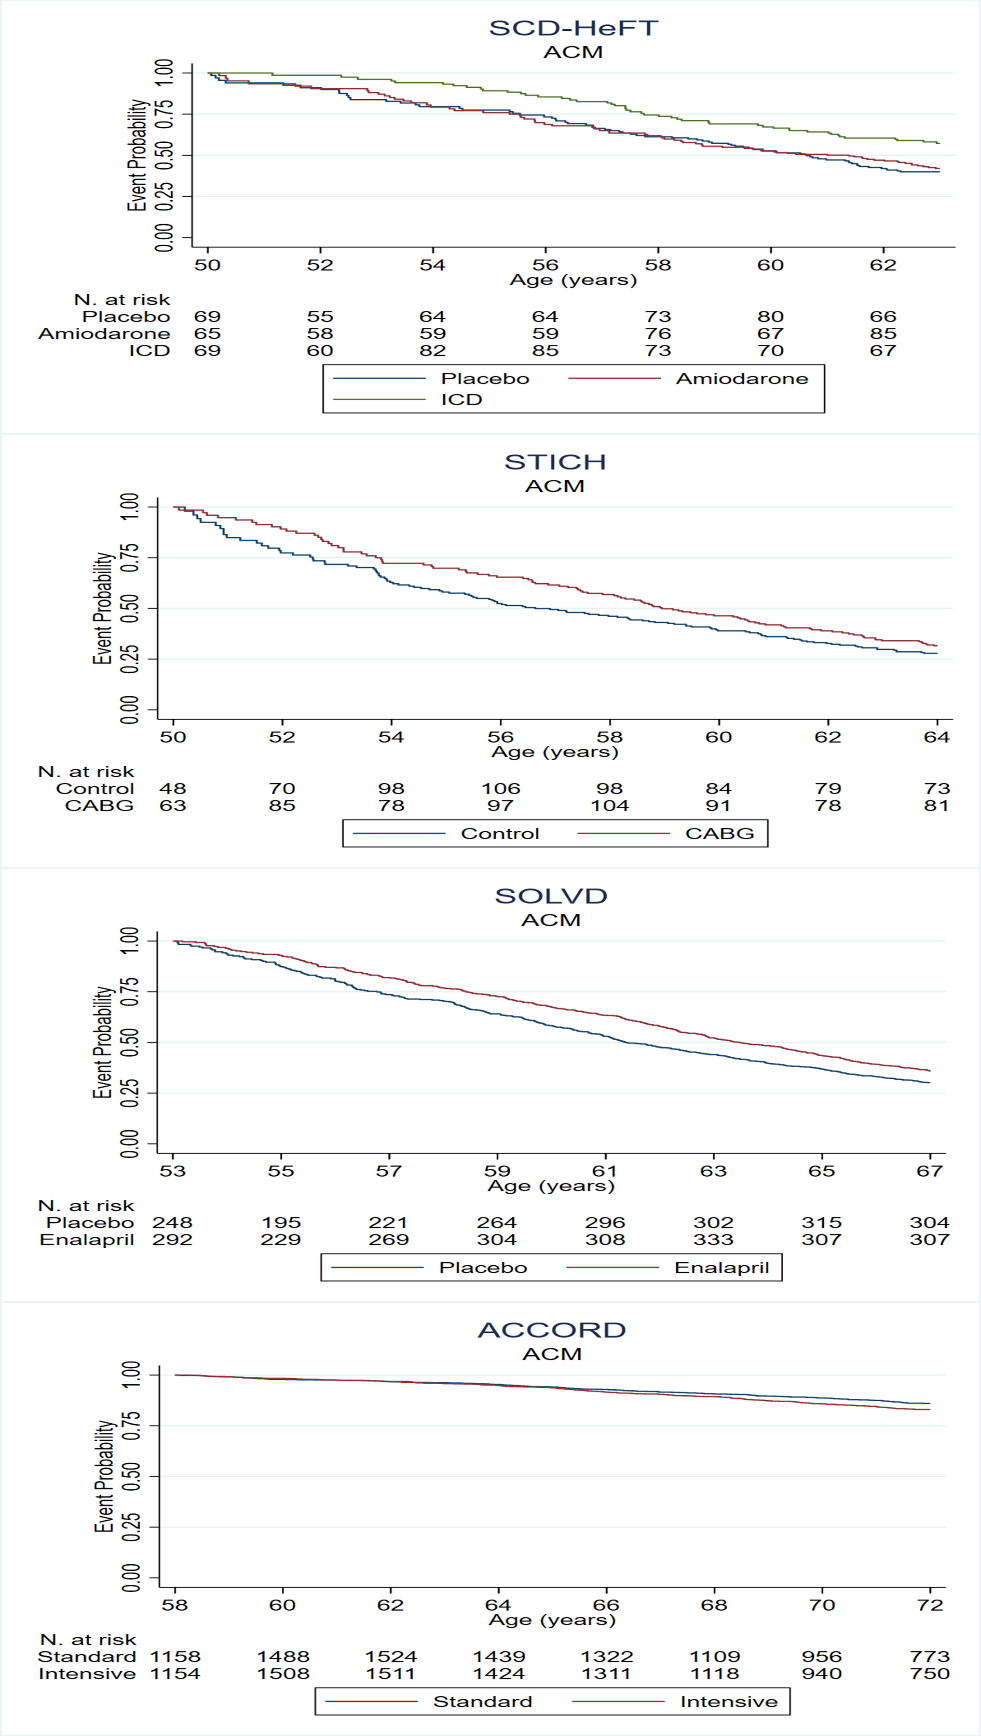 SCD-HeFT
ACM
Event Probability
1.00
0.75
0.50
0.25
0.00
50 52 54 56 58 60 62
Age (years)
N. at risk
Placebo 69 55 64 64 73 80 66
Amiodarone 65 58 59 59 76 67 85
ICD 69 60 82 85 73 70 67
Placebo Amiodarone
ICD
STICH
ACM
Event Probability
1.00
0.75
0.50
0.25
0.00
50 52 54 56 58 60 62 64
Age (years)
N. at risk
Control 48 70 98 106 98 84 79 73
CABG 63 85 78 97 104 91 78 81
Control CABG
SOLVD
ACM
Event Probability
1.00
0.75
0.50
0.25
0.00
53 55 57 59 61 63 65 67
Age (years)
N. at risk
Placebo 248 195 221 264 296 302 315 304
Enalapril 292 229 269 304 308 333 307 307
Placebo Enalapril
ACCORD
ACM
Event Probability
1.00
0.75
0.50
0.25
0.00
58 60 62 64 66 68 70 72
Age (years)
N. at risk
Standard 1158 1488 1524 1439 1322 1109 956 773
Intensive 1154 1508 1511 1424 1311 1118 940 750
Standard Intensive